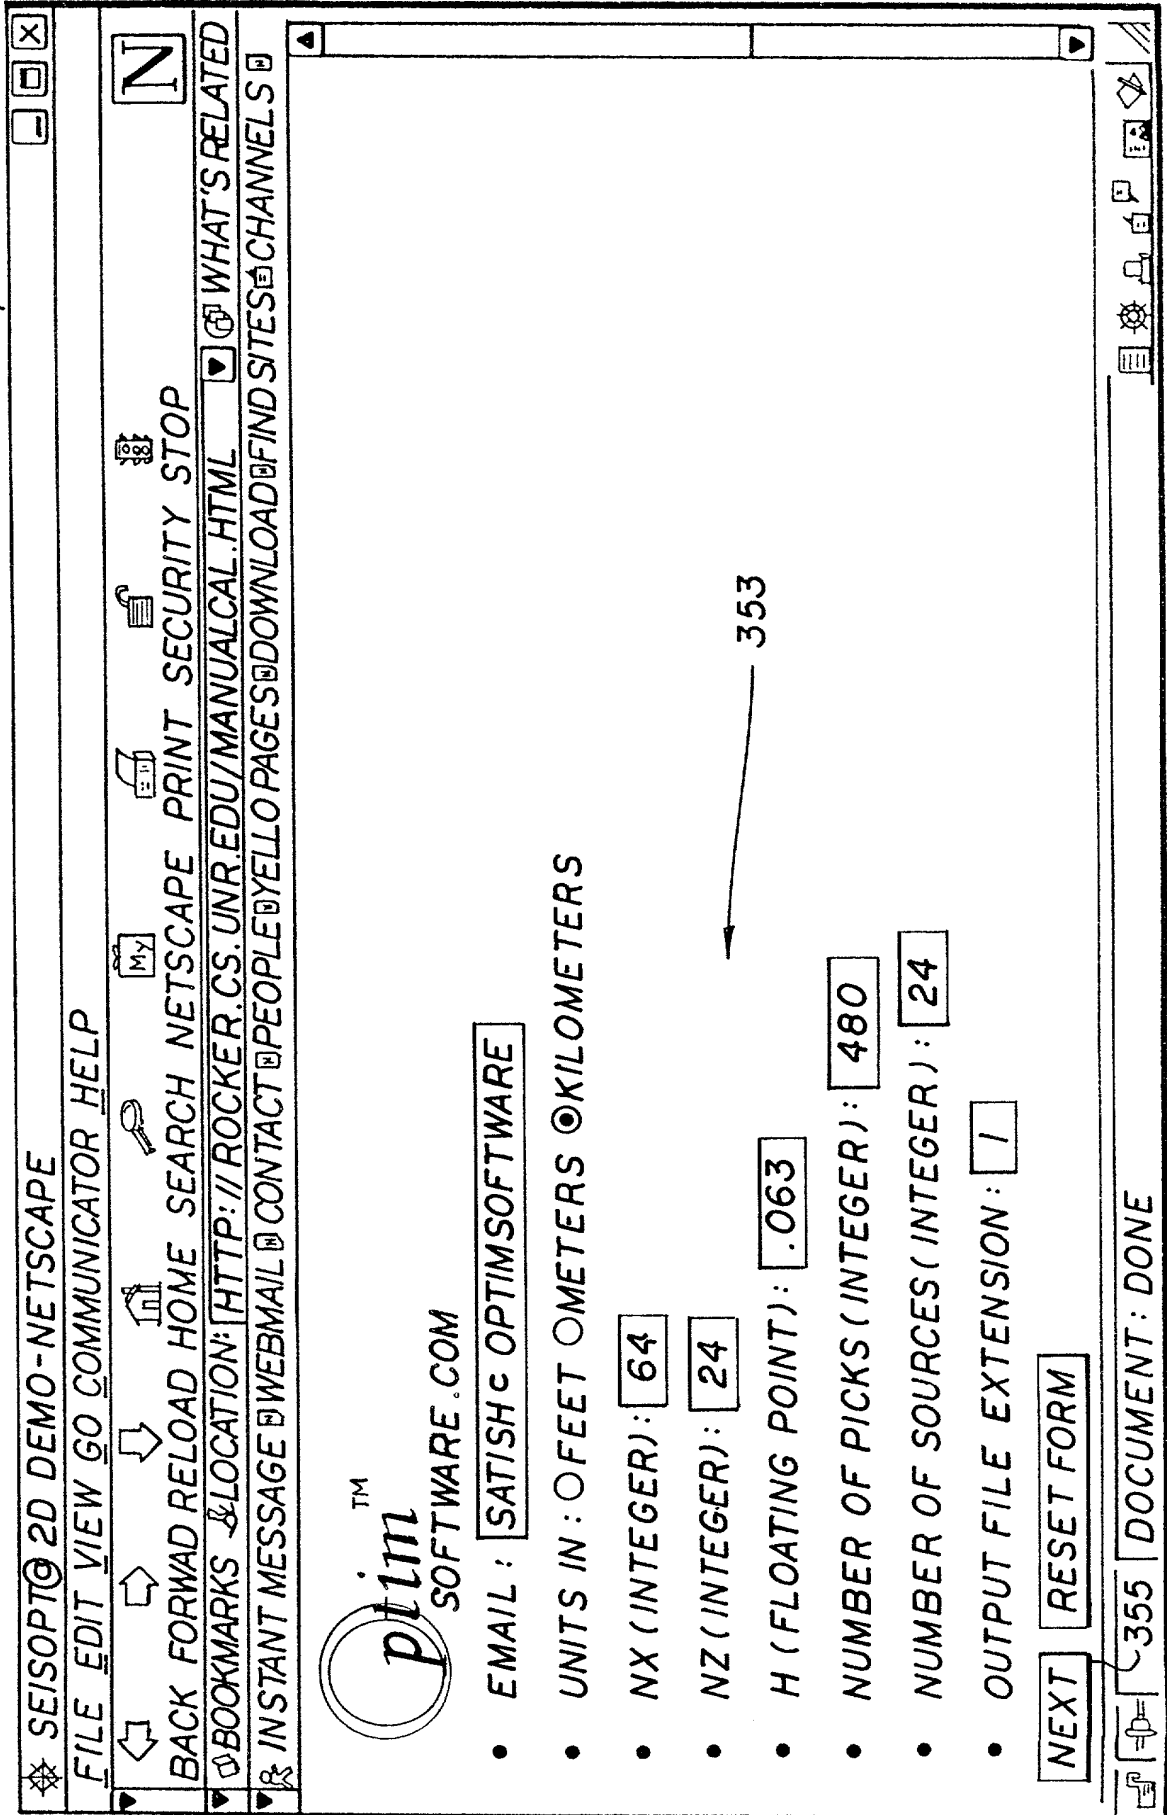 SEISOPT@ 2D DEMO-NETSCAPE
FILE EDIT VIEW GO COMMUNICATOR HELP
N
My
BACK FORWAD RELOAD HOME SEARCH NETSCAPE PRINT SECURITY STOP
BOOKMARKS & LOCATION: HTTP://ROCKER.CS.UNR.EDU/MANUALCAL.HTML WHAT'S RELATED
INSTANT MESSAGE WEBMAIL CONTACT PEOPLE YELLO PAGES DOWNLOAD FIND SITES CHANNELS
Optim TM
SOFTWARE.COM
• EMAIL: SATISH c OPTIMSOFTWARE
• UNITS IN: FEET METERS KILOMETERS
• NX (INTEGER): 64
353
• NZ (INTEGER): 24
• H (FLOATING POINT): .063
• NUMBER OF PICKS (INTEGER): 480
• NUMBER OF SOURCES (INTEGER): 24
• OUTPUT FILE EXTENSION: 1
NEXT RESET FORM
355 DOCUMENT: DONE